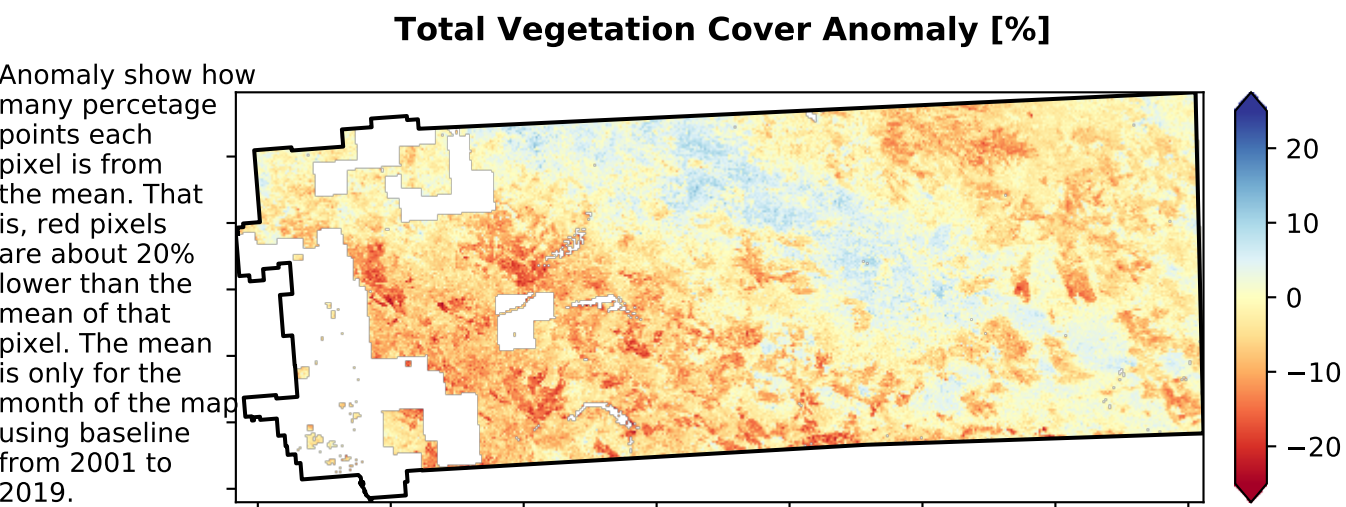 Total Vegetation Cover Anomaly [%]
Anomaly show how
many percetage
points each
pixel is from
the mean. That
is, red pixels
are about 20%
lower than the
mean of that
pixel. The mean
is only for the
month of the map
using baseline
from 2001 to
2019.
20
10
0
−10
−20